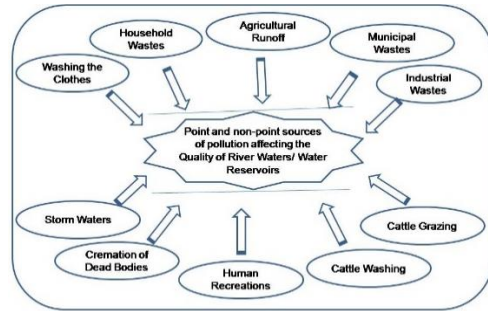 Agricultural
Runoff
Household
Wastes
Municipal
Wastes
Washing the
Clothes
Industrial
Wastes
Point and non-point sources
of pollution affecting the
Quality of River Waters/ Water
Reservoirs
Storm Waters
Cattle Grazing
Cremation of
Dead Bodies
Human
Recreations
Cattle Washing